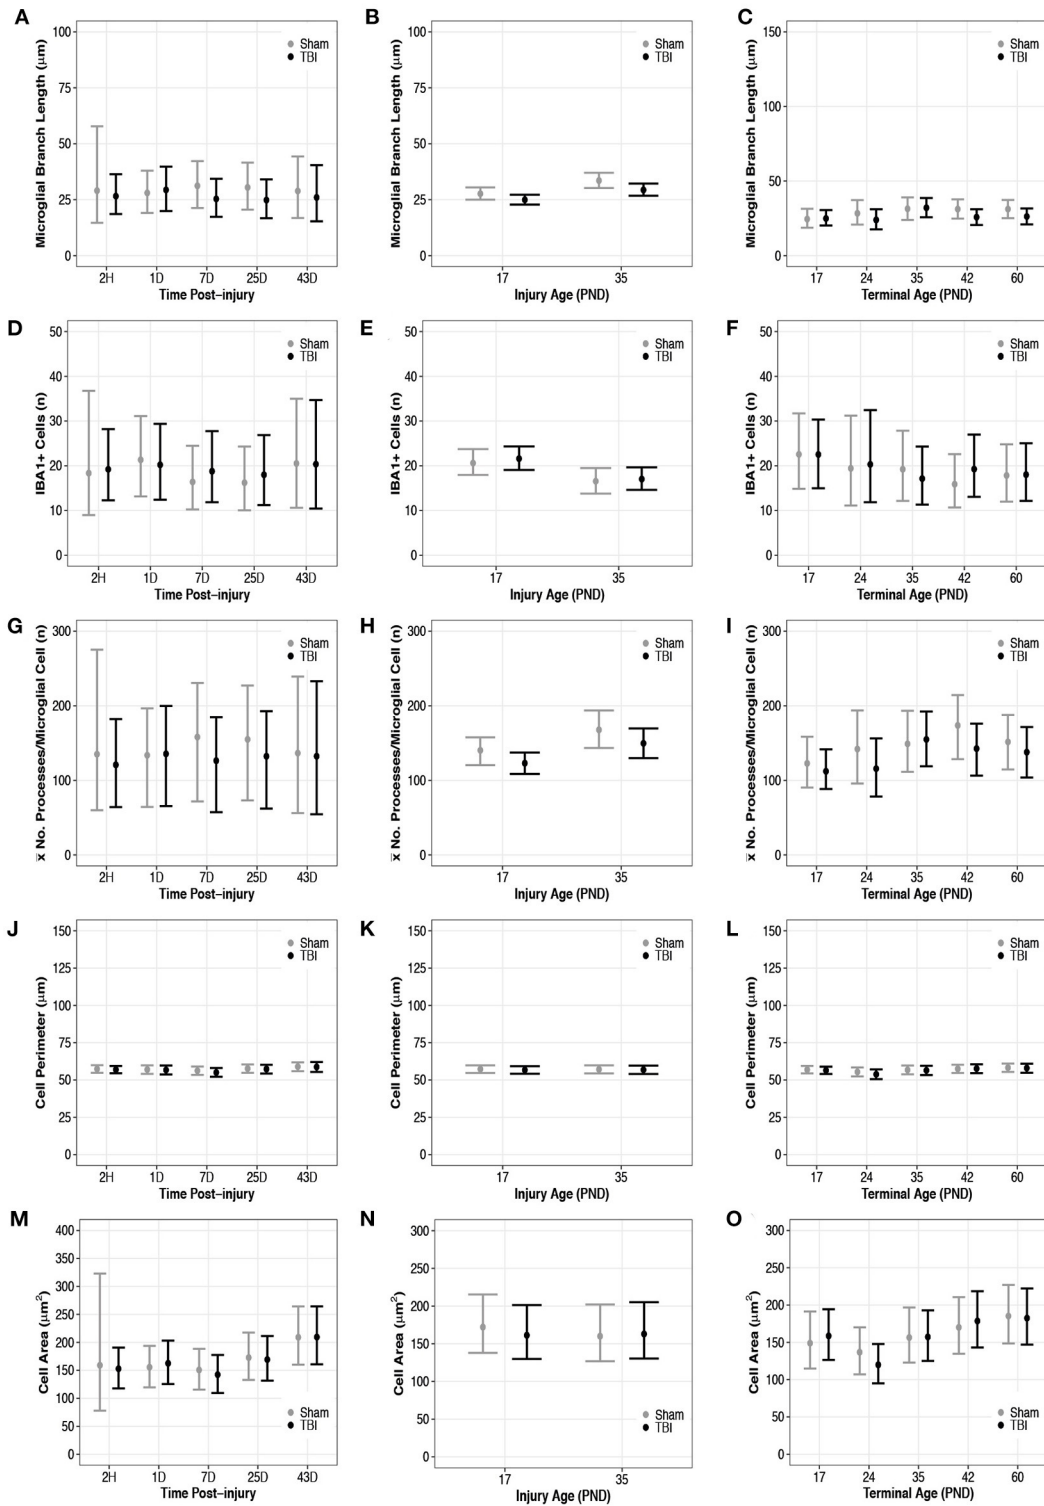 A
Microglial Branch Length (μm)
100
75
50
25
0
Sham
TBI
2H 1D 7D 25D 43D
Time Post–injury
B
Microglial Branch Length (μm)
100
75
50
25
0
Sham
TBI
17 35
Injury Age (PND)
C
Microglial Branch Length (μm)
150
100
50
0
Sham
TBI
17 24 35 42 60
Terminal Age (PND)
D
IBA1+ Cells (n)
50
40
30
20
10
0
Sham
TBI
2H 1D 7D 25D 43D
Time Post–injury
E
IBA1+ Cells (n)
50
40
30
20
10
0
Sham
TBI
17 35
Injury Age (PND)
F
IBA1+ Cells (n)
50
40
30
20
10
0
Sham
TBI
17 24 35 42 60
Terminal Age (PND)
G
x̄ No. Processes/Microglial Cell (n)
300
200
100
0
Sham
TBI
2H 1D 7D 25D 43D
Time Post–injury
H
x̄ No. Processes/Microglial Cell (n)
300
200
100
0
Sham
TBI
17 35
Injury Age (PND)
I
x̄ No. Processes/Microglial Cell (n)
300
200
100
0
Sham
TBI
17 24 35 42 60
Terminal Age (PND)
J
Cell Perimeter (μm)
150
125
100
75
50
25
0
Sham
TBI
2H 1D 7D 25D 43D
Time Post–injury
K
Cell Perimeter (μm)
150
125
100
75
50
25
0
Sham
TBI
17 35
Injury Age (PND)
L
Cell Perimeter (μm)
150
125
100
75
50
25
0
Sham
TBI
17 24 35 42 60
Terminal Age (PND)
M
Cell Area (μm²)
400
350
300
250
200
150
100
50
0
Sham
TBI
2H 1D 7D 25D 43D
Time Post–injury
N
Cell Area (μm²)
300
250
200
150
100
50
0
Sham
TBI
17 35
Injury Age (PND)
O
Cell Area (μm²)
300
250
200
150
100
50
0
Sham
TBI
17 24 35 42 60
Terminal Age (PND)